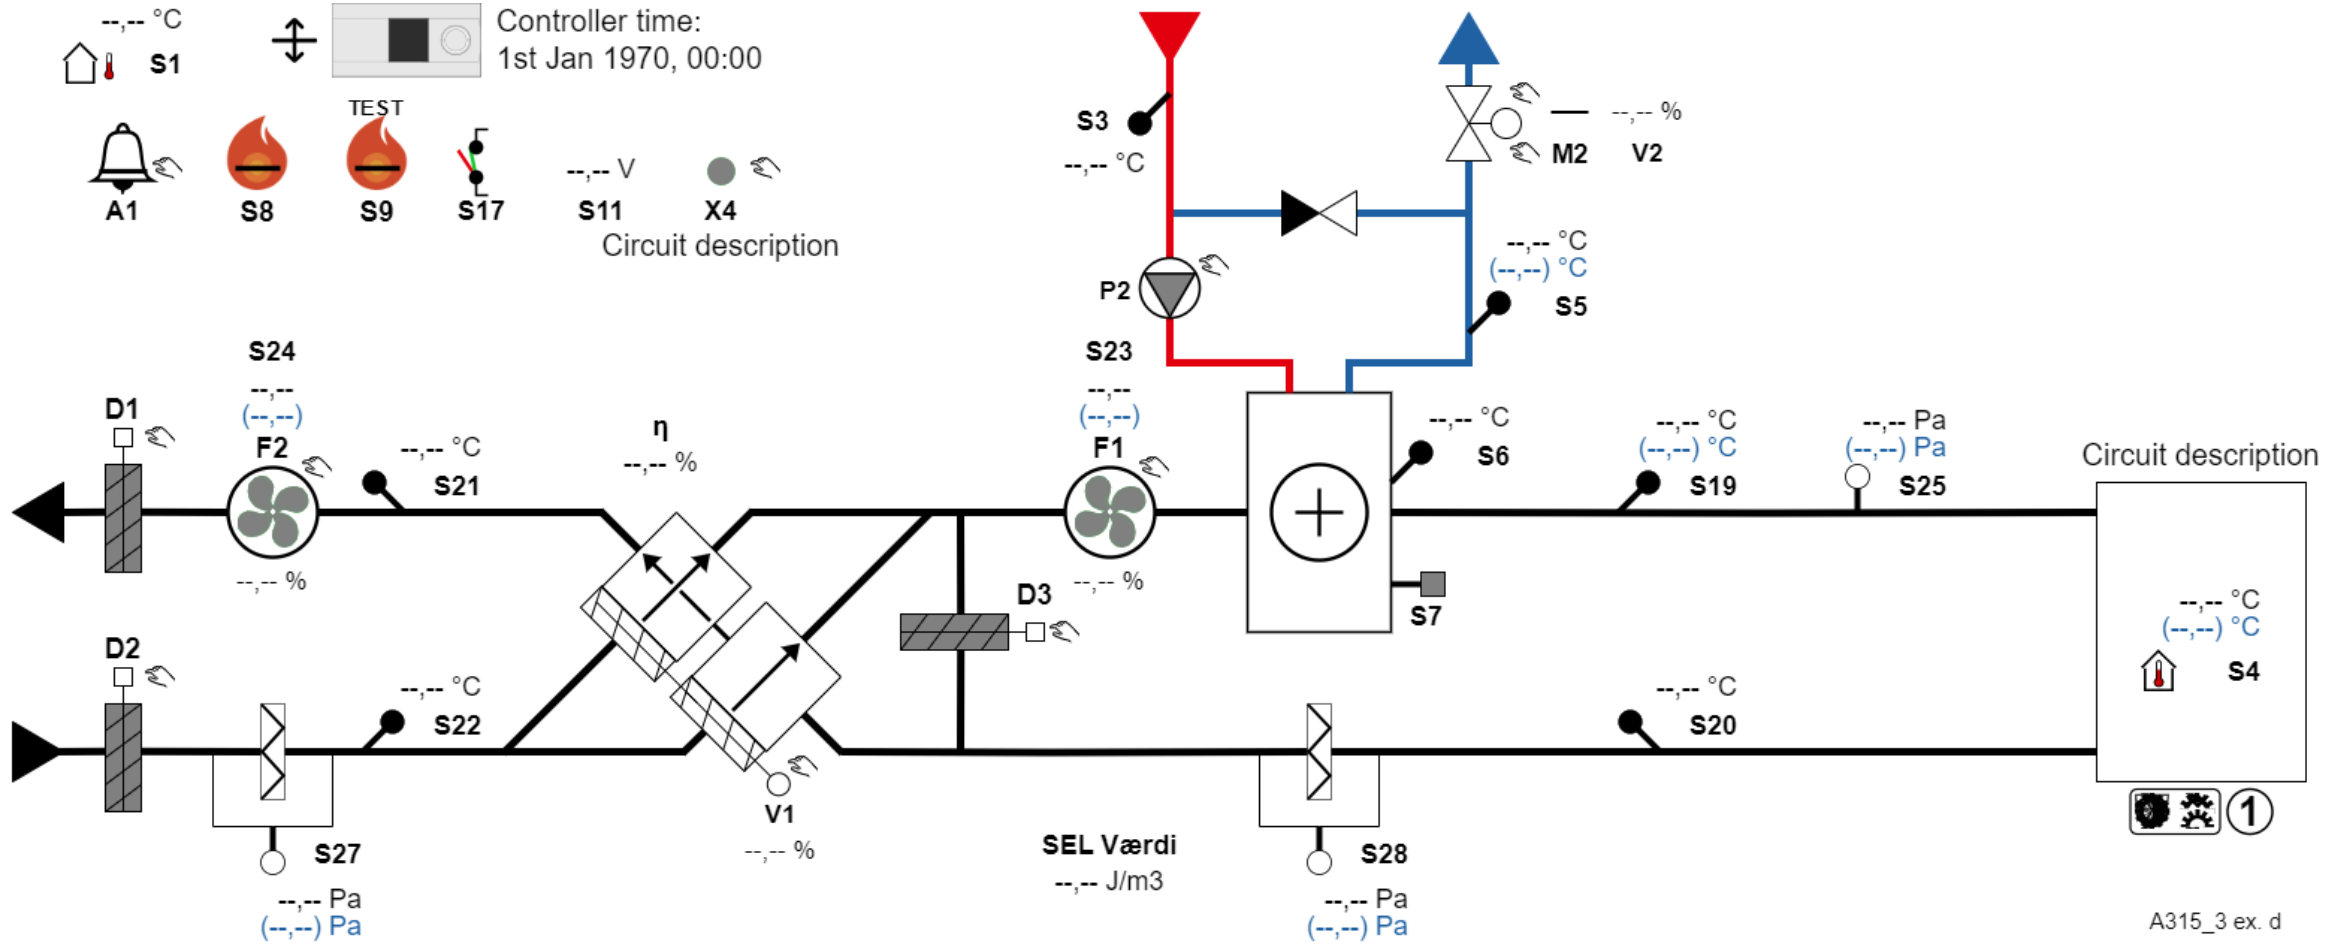 --,-- °C
S1
Controller time:
1st Jan 1970, 00:00
TEST
A1
S8
S9
S17
--,-- V
S11
X4
Circuit description
S3
--,-- °C
--,-- %
M2
V2
--,-- °C
(--,--) °C
S5
P2
S24
--,--
(--,--)
F2
--,-- %
D1
--,-- °C
S21
η
--,-- %
S23
--,--
(--,--)
F1
--,-- %
--,-- °C
S6
--,-- °C
(--,--) °C
S19
--,-- Pa
(--,--) Pa
S25
Circuit description
D3
S7
--,-- °C
(--,--) °C
S4
D2
--,-- °C
S22
--,-- °C
S20
V1
--,-- %
1
S27
--,-- Pa
(--,--) Pa
SEL Værdi
--,-- J/m3
S28
--,-- Pa
(--,--) Pa
A315_3 ex. d